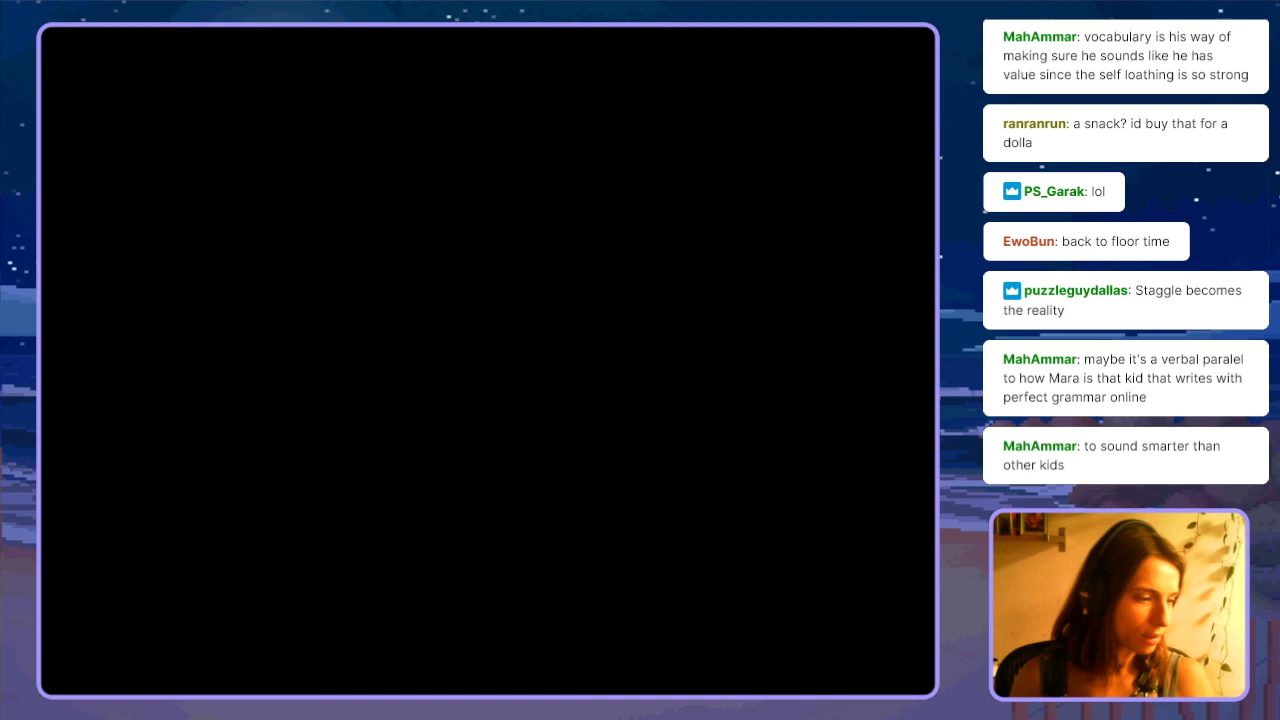 MahAmmar: vocabulary is his way of
making sure he sounds like he has
value since the self loathing is so strong
ranranrun: a snack? id buy that for a
dolla
PS_Garak: lol
EwoBun: back to floor time
puzzleguydallas: Staggle becomes
the reality
MahAmmar: maybe it's a verbal paralel
to how Mara is that kid that writes with
perfect grammar online
MahAmmar: to sound smarter than
other kids